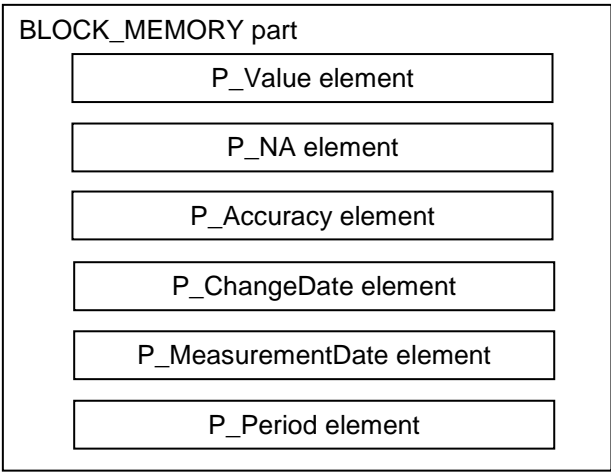 BLOCK_MEMORY part
P_Value element
P_NA element
P_Accuracy element
P_ChangeDate element
P_MeasurementDate element
P_Period element